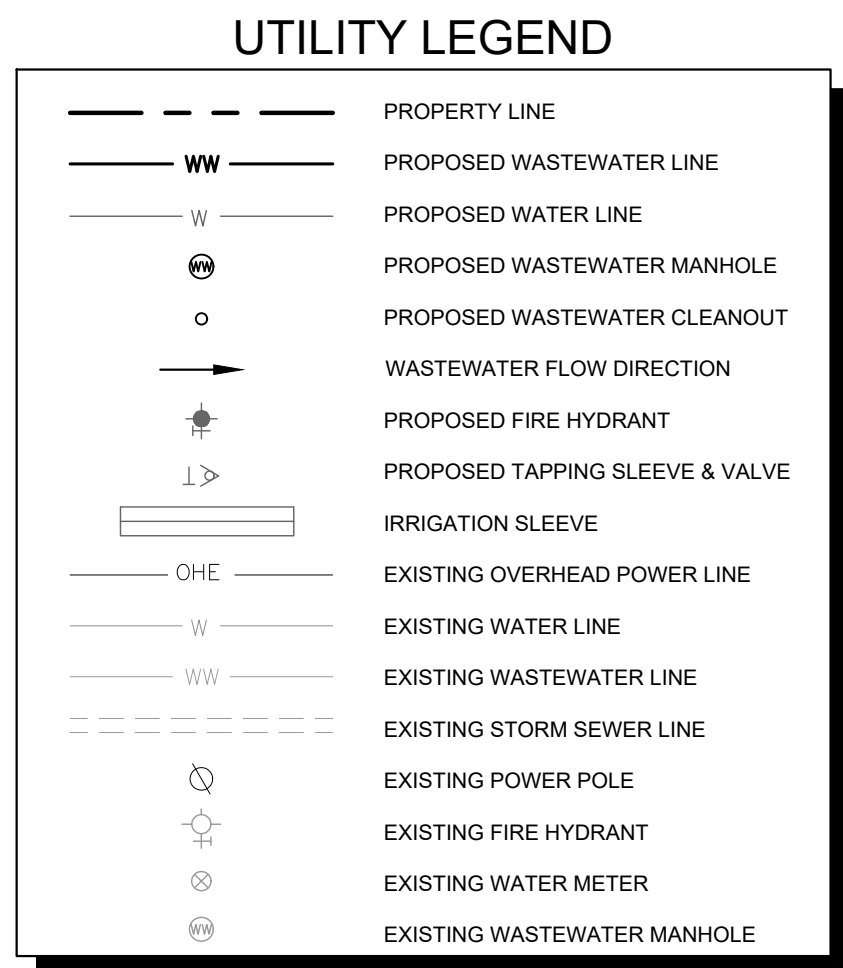 UTILITY LEGEND
PROPERTY LINE
WW PROPOSED WASTEWATER LINE
W PROPOSED WATER LINE
WW PROPOSED WASTEWATER MANHOLE
PROPOSED WASTEWATER CLEANOUT
WASTEWATER FLOW DIRECTION
PROPOSED FIRE HYDRANT
PROPOSED TAPPING SLEEVE & VALVE
IRRIGATION SLEEVE
OHE EXISTING OVERHEAD POWER LINE
W EXISTING WATER LINE
WW EXISTING WASTEWATER LINE
EXISTING STORM SEWER LINE
EXISTING POWER POLE
EXISTING FIRE HYDRANT
EXISTING WATER METER
WW EXISTING WASTEWATER MANHOLE